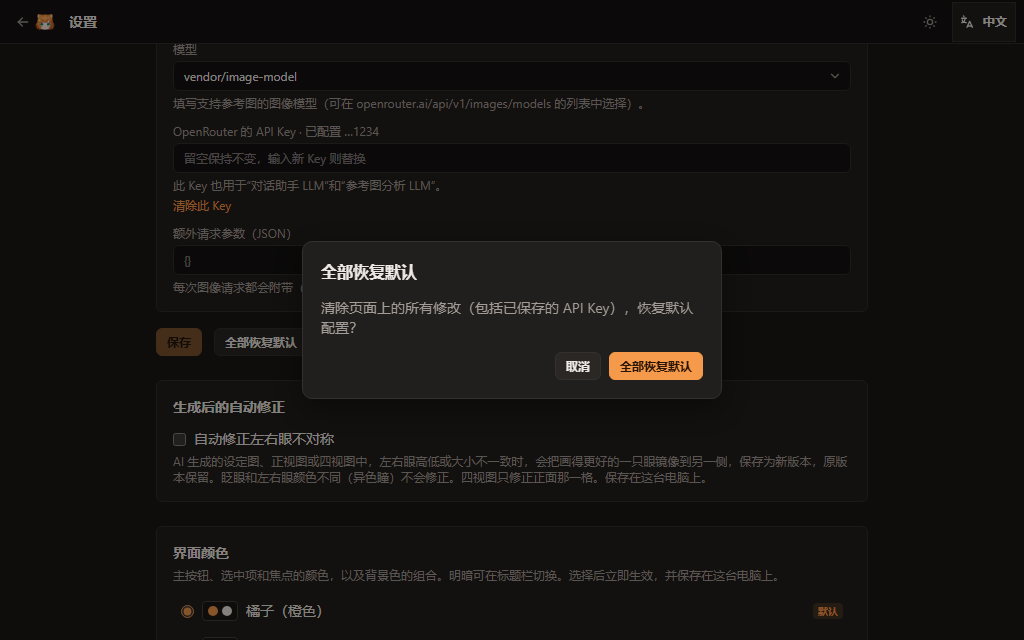 设置
中文
模型
vendor/image-model
填写支持参考图的图像模型（可在 openrouter.ai/api/v1/images/models 的列表中选择）。
OpenRouter 的 API Key · 已配置 ...1234
留空保持不变，输入新 Key 则替换
此 Key 也用于“对话助手 LLM”和“参考图分析 LLM”。
清除此 Key
额外请求参数（JSON）
{}
每次图像请求都会附带（
全部恢复默认
清除页面上的所有修改（包括已保存的 API Key），恢复默认
配置？
取消
全部恢复默认
保存
全部恢复默认
生成后的自动修正
自动修正左右眼不对称
AI 生成的设定图、正视图或四视图中，左右眼高低或大小不一致时，会把画得更好的一只眼镜像到另一侧，保存为新版本，原版
本保留。眨眼和左右眼颜色不同（异色瞳）不会修正。四视图只修正正面那一格。保存在这台电脑上。
界面颜色
主按钮、选中项和焦点的颜色，以及背景色的组合。明暗可在标题栏切换。选择后立即生效，并保存在这台电脑上。
橘子（橙色）
默认